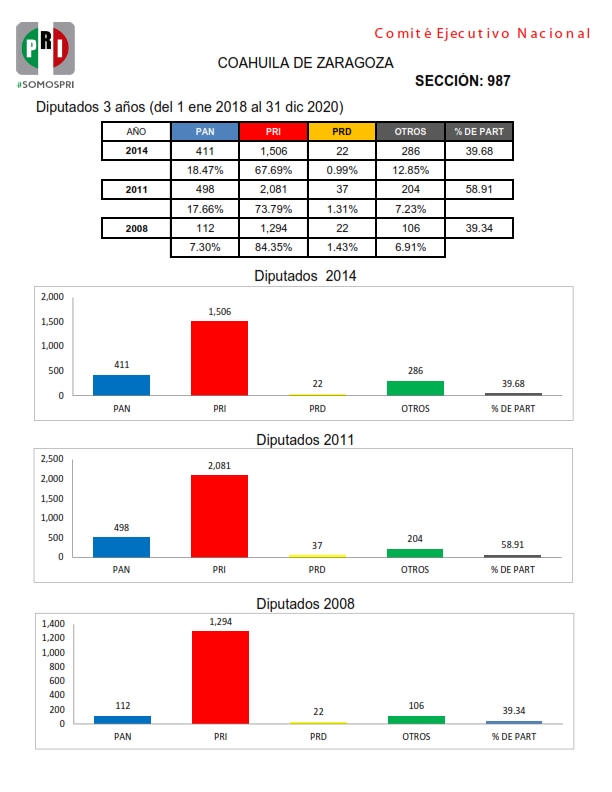 PRI
#SOMOSPRI
Comité Ejecutivo Nacional
COAHUILA DE ZARAGOZA
SECCIÓN: 987
Diputados 3 años (del 1 ene 2018 al 31 dic 2020)
AÑO PAN PRI PRD OTROS % DE PART
2014 411 1,506 22 286 39.68
18.47% 67.69% 0.99% 12.85%
2011 498 2,081 37 204 58.91
17.66% 73.79% 1.31% 7.23%
2008 112 1,294 22 106 39.34
7.30% 84.35% 1.43% 6.91%
Diputados 2014
2,000
1,500
1,000
500
0
411 1,506 22 286 39.68
PAN PRI PRD OTROS % DE PART
Diputados 2011
2,500
2,000
1,500
1,000
500
0
498 2,081 37 204 58.91
PAN PRI PRD OTROS % DE PART
Diputados 2008
1,400
1,200
1,000
800
600
400
200
0
112 1,294 22 106 39.34
PAN PRI PRD OTROS % DE PART